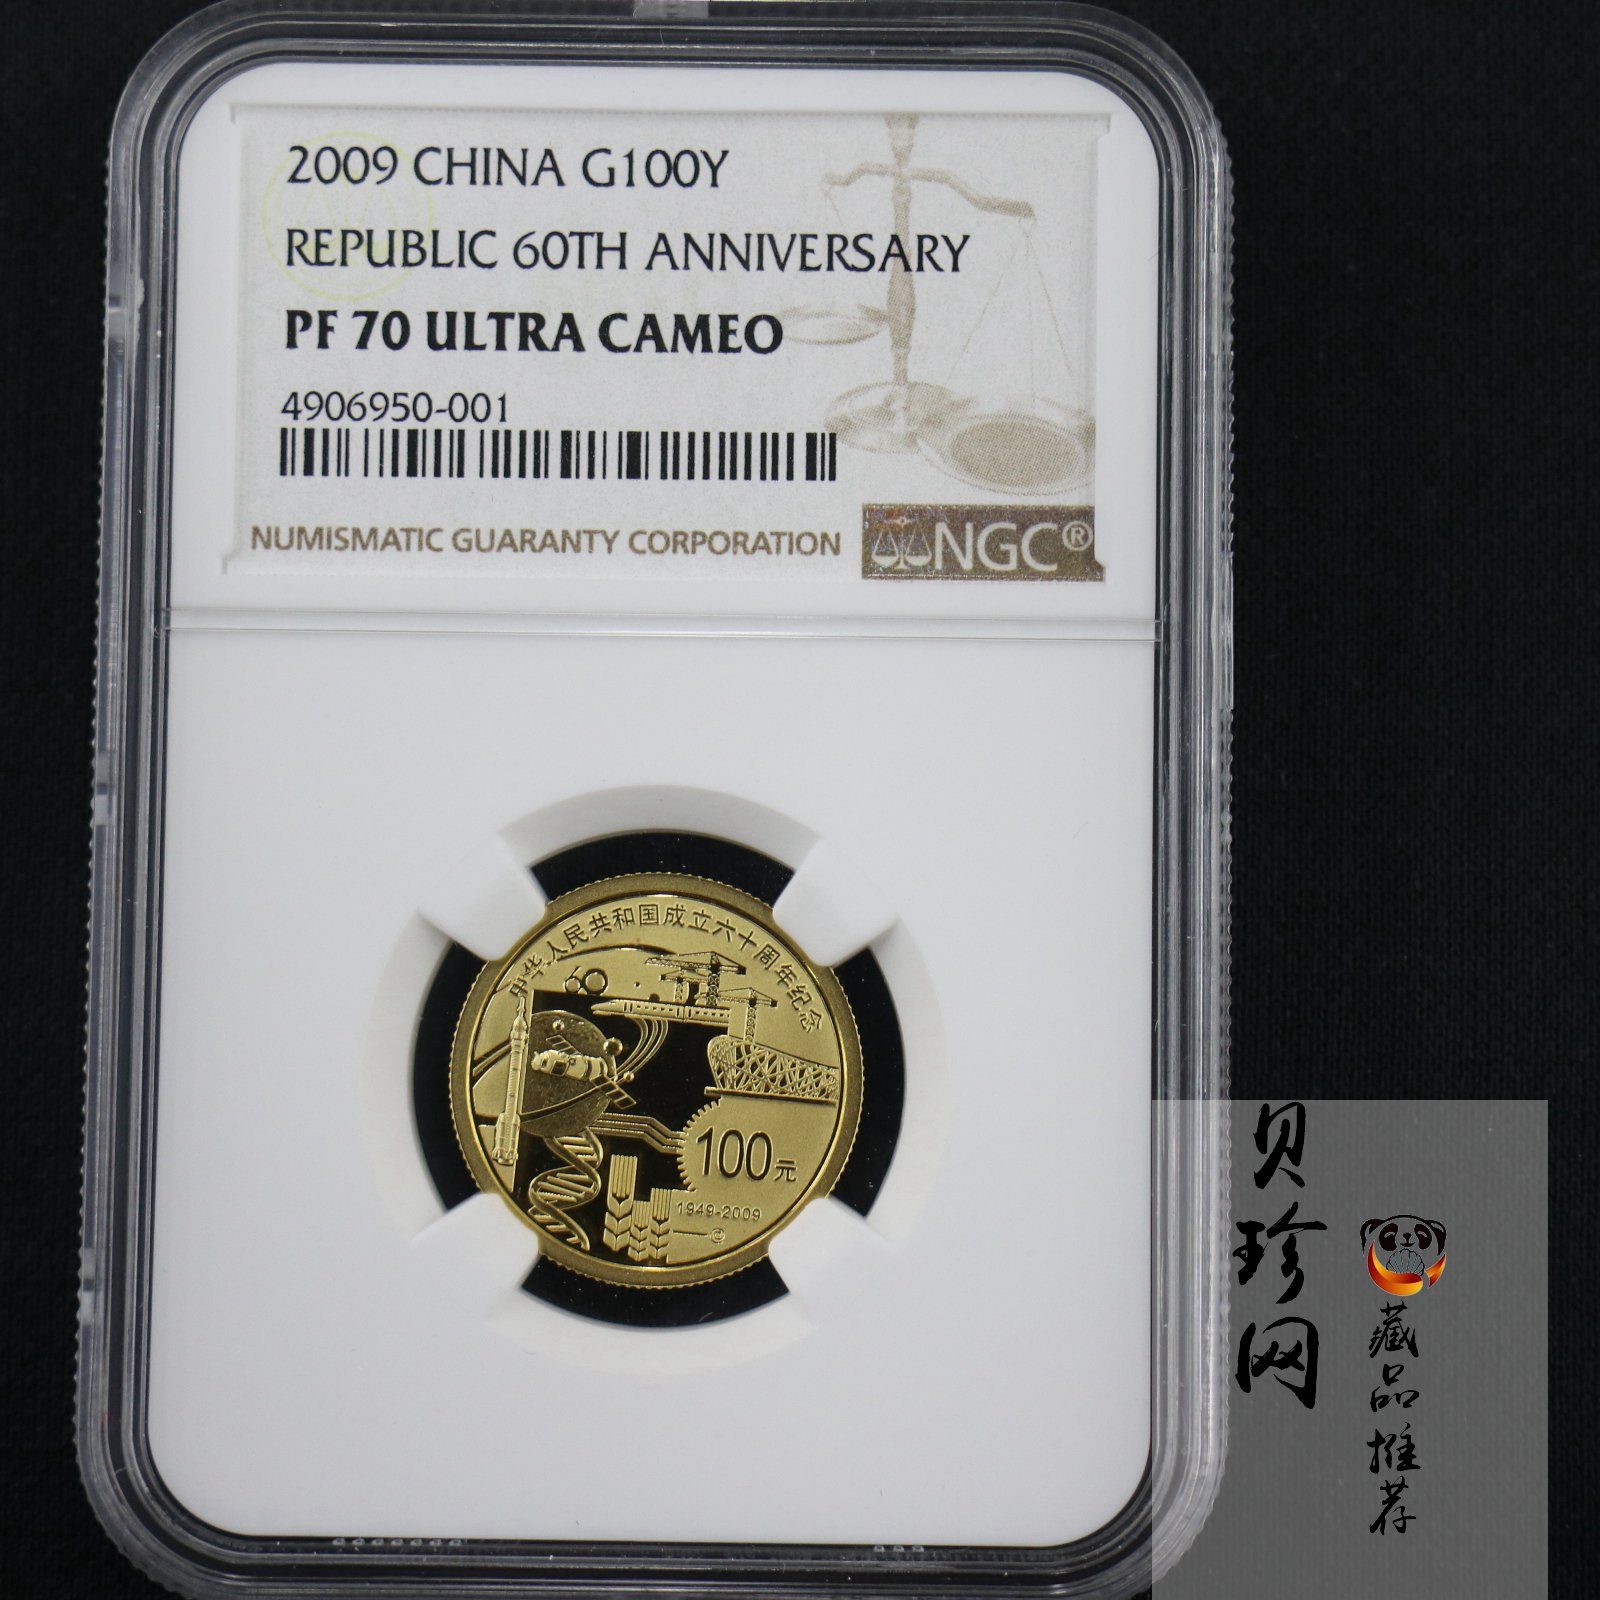 2009 CHINA G100Y
REPUBLIC 60TH ANNIVERSARY
PF 70 ULTRA CAMEO
4906950-001
NUMISMATIC GUARANTY CORPORATION
NGC®
中华人民共和国成立六十周年纪念
60
100元
1949-2009
©
贝珍网
藏品推荐